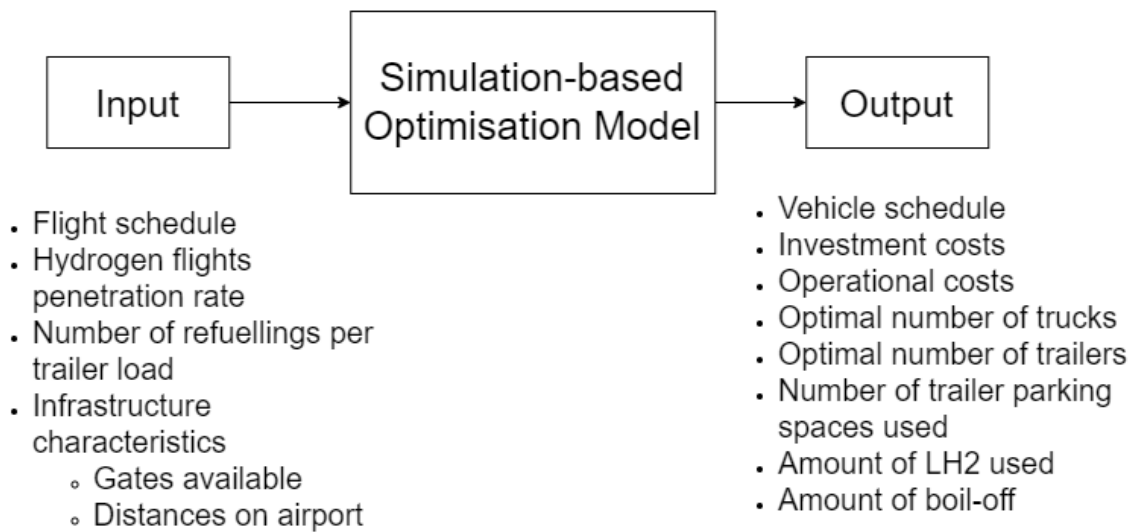 Input
Simulation-based
Optimisation Model
Output
• Flight schedule
• Hydrogen flights
penetration rate
• Number of refuellings per
trailer load
• Infrastructure
characteristics
◦ Gates available
◦ Distances on airport
• Vehicle schedule
• Investment costs
• Operational costs
• Optimal number of trucks
• Optimal number of trailers
• Number of trailer parking
spaces used
• Amount of LH2 used
• Amount of boil-off